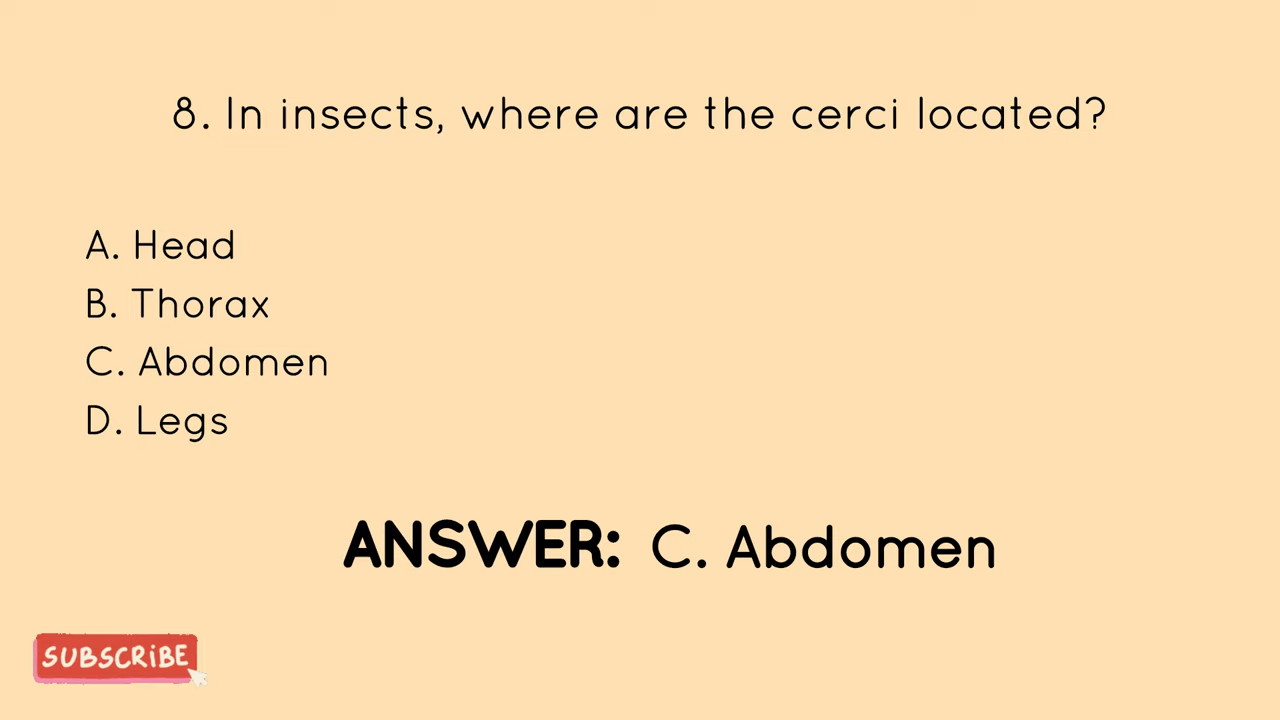 8. In insects, where are the cerci located?
A. Head
B. Thorax
C. Abdomen
D. Legs
ANSWER: C. Abdomen
SUBSCRIBE